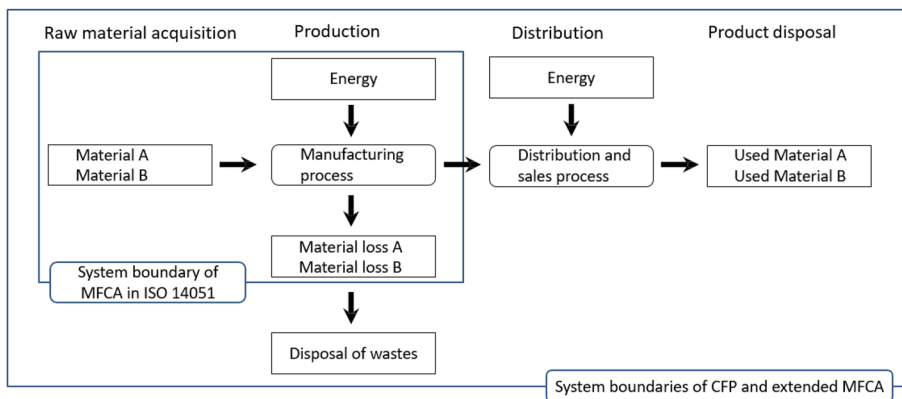 Raw material acquisition
Production
Distribution
Product disposal
Energy
Energy
Material A
Material B
Manufacturing
process
Distribution and
sales process
Used Material A
Used Material B
Material loss A
Material loss B
System boundary of
MFCA in ISO 14051
Disposal of wastes
System boundaries of CFP and extended MFCA